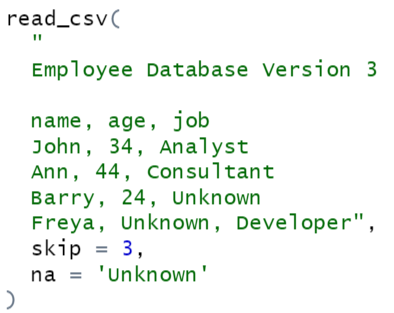 read_csv(
"
Employee Database Version 3
name, age, job
John, 34, Analyst
Ann, 44, Consultant
Barry, 24, Unknown
Freya, Unknown, Developer",
skip = 3,
na = 'Unknown'
)